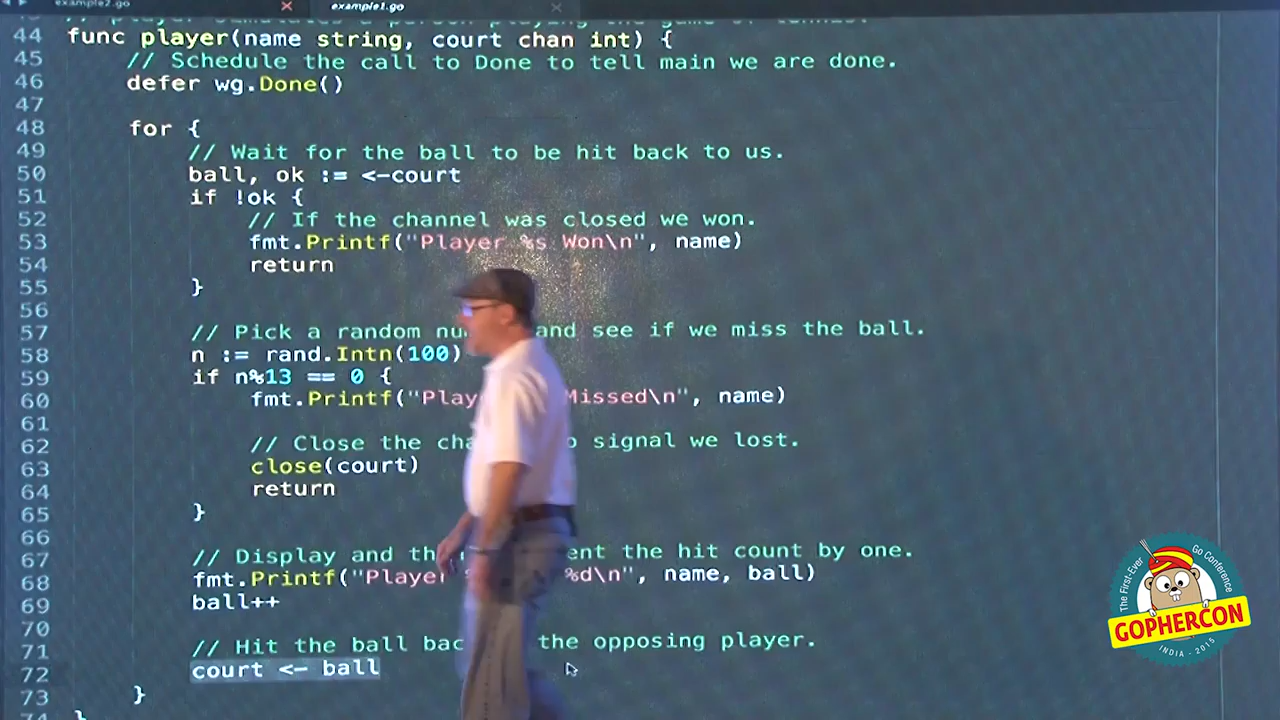 example2.go example1.go
44 func player(name string, court chan int) {
45 // Schedule the call to Done to tell main we are done.
46 defer wg.Done()
47
48 for {
49 // Wait for the ball to be hit back to us.
50 ball, ok := <-court
51 if !ok {
52 // If the channel was closed we won.
53 fmt.Printf("Player %s Won\n", name)
54 return
55 }
56
57 // Pick a random and see if we miss the ball.
58 n := rand.Intn(100)
59 if n%13 == 0 {
60 fmt.Printf(" Missed\n", name)
61
62 // Close the signal we lost.
63 close(court)
64 return
65 }
66
67 // Display and the hit count by one.
68 fmt.Printf("Player %d\n", name, ball)
69 ball++
70
71 // Hit the ball the opposing player.
72 court <- ball
73 }
74 }
The First-Ever Go Conference
GOPHERCON
INDIA - 2015